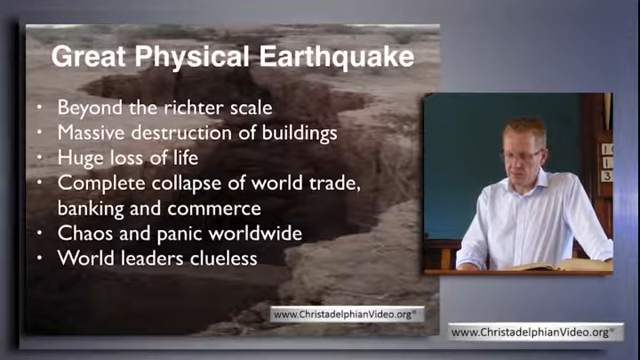 Great Physical Earthquake
• Beyond the richter scale
• Massive destruction of buildings
• Huge loss of life
• Complete collapse of world trade,
banking and commerce
• Chaos and panic worldwide
• World leaders clueless
www.ChristadelphianVideo.org
www.ChristadelphianVideo.org